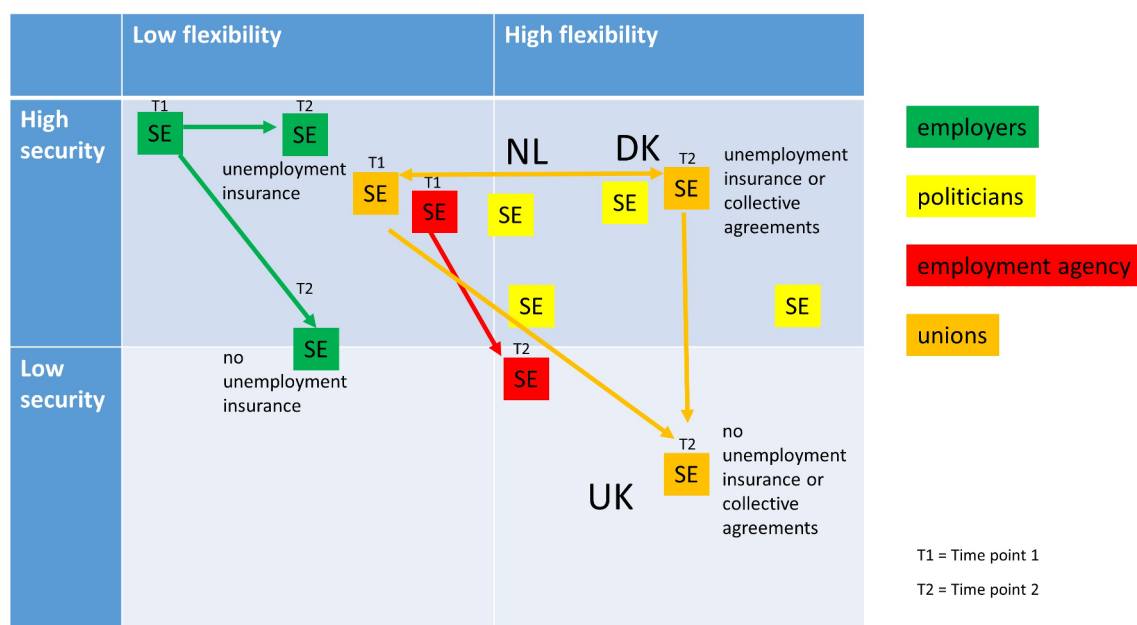 Low flexibility
High flexibility
High
security
T1
SE
T2
SE
unemployment
insurance
T1
SE
T1
SE
NL
DK
SE
SE
T2
SE
unemployment
insurance or
collective
agreements
T2
SE
SE
SE
Low
security
no
unemployment
insurance
T2
SE
T2
SE
no
unemployment
insurance or
collective
agreements
UK
employers
politicians
employment agency
unions
T1 = Time point 1
T2 = Time point 2